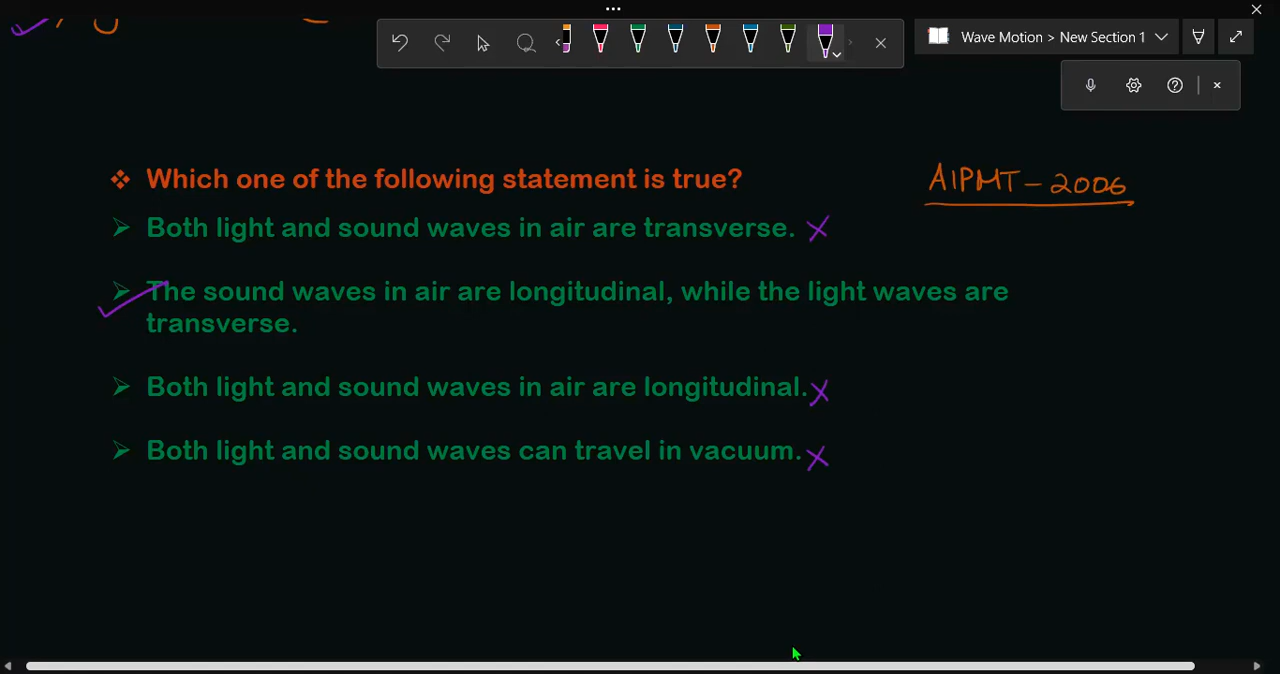 Wave Motion > New Section 1
❖ Which one of the following statement is true?
AIPMT - 2006
➢ Both light and sound waves in air are transverse. ✗
➢ The sound waves in air are longitudinal, while the light waves are
transverse.
➢ Both light and sound waves in air are longitudinal. ✗
➢ Both light and sound waves can travel in vacuum. ✗